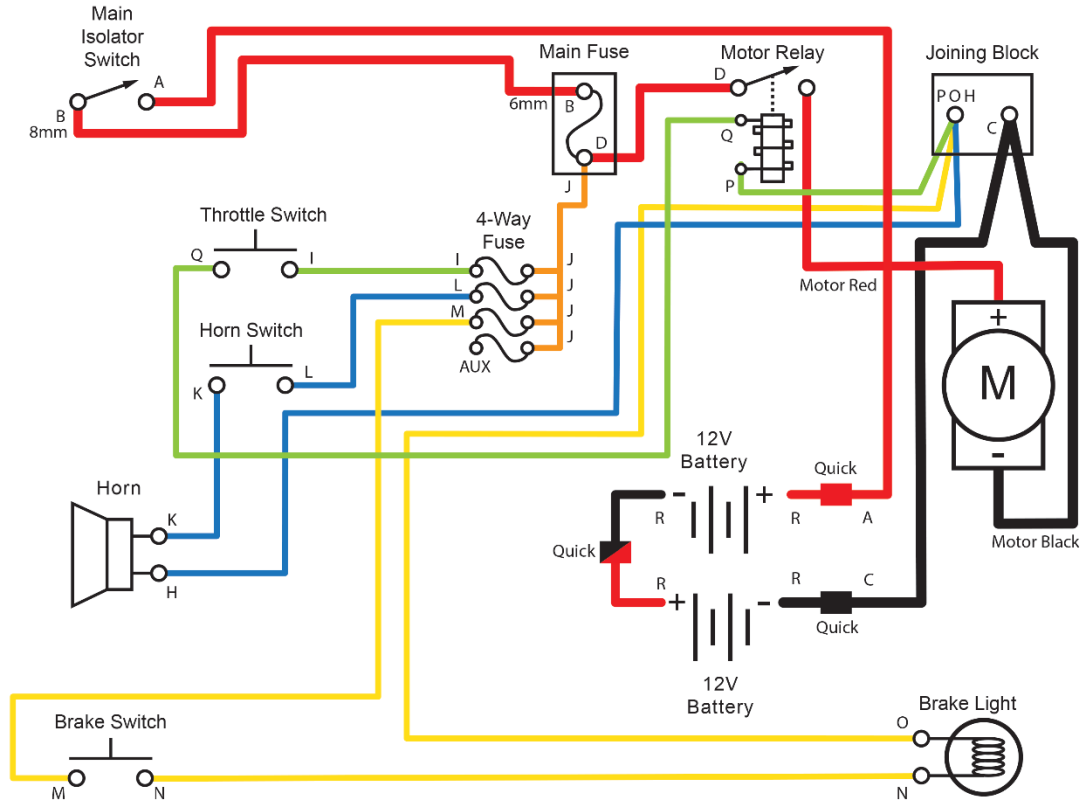 Main
Isolator
Switch
A
B
8mm
Main Fuse
6mm
B
D
J
Motor Relay
D
Q
P
Joining Block
P O H
C
Throttle Switch
Q
I
4-Way
Fuse
I
J
L
J
M
J
J
AUX
Motor Red
Horn Switch
K
L
+
M
-
Motor Black
12V
Battery
-
+
R
Quick
R
A
Quick
R
+
-
R
C
Quick
12V
Battery
Horn
K
H
Brake Switch
M
N
Brake Light
O
N